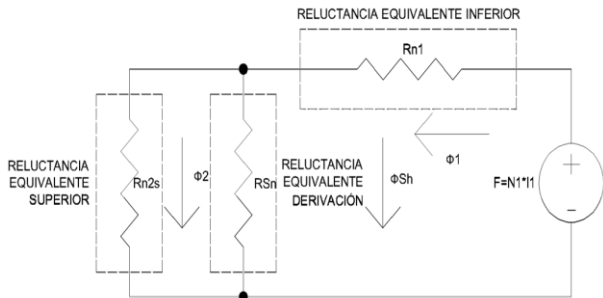 RELUCTANCIA EQUIVALENTE INFERIOR
Rn1
Φ1
RELUCTANCIA
EQUIVALENTE
SUPERIOR
Rn2s
Φ2
RSn
RELUCTANCIA
EQUIVALENTE
DERIVACIÓN
ΦSh
F=N1*I1
+
-